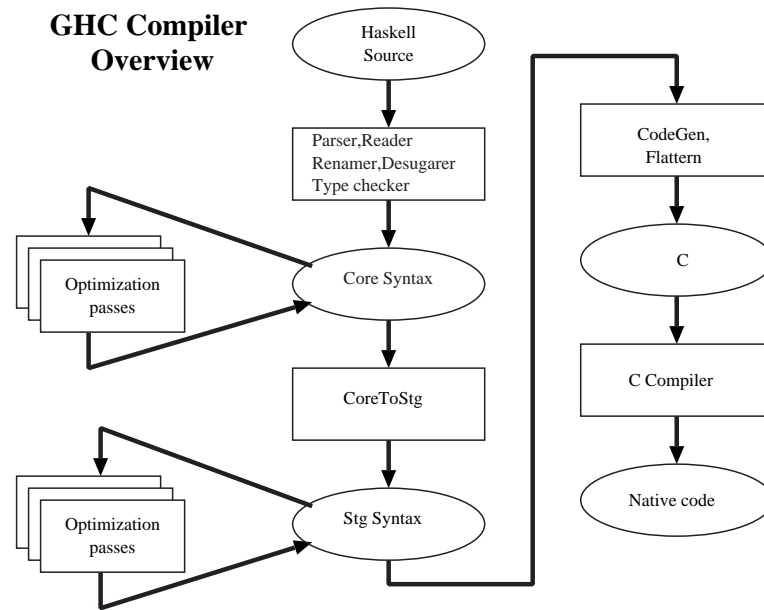 GHC Compiler
Overview
Haskell
Source
Parser,Reader
Renamer,Desugarer
Type checker
Optimization
passes
Core Syntax
CoreToStg
Optimization
passes
Stg Syntax
CodeGen,
Flattern
C
C Compiler
Native code